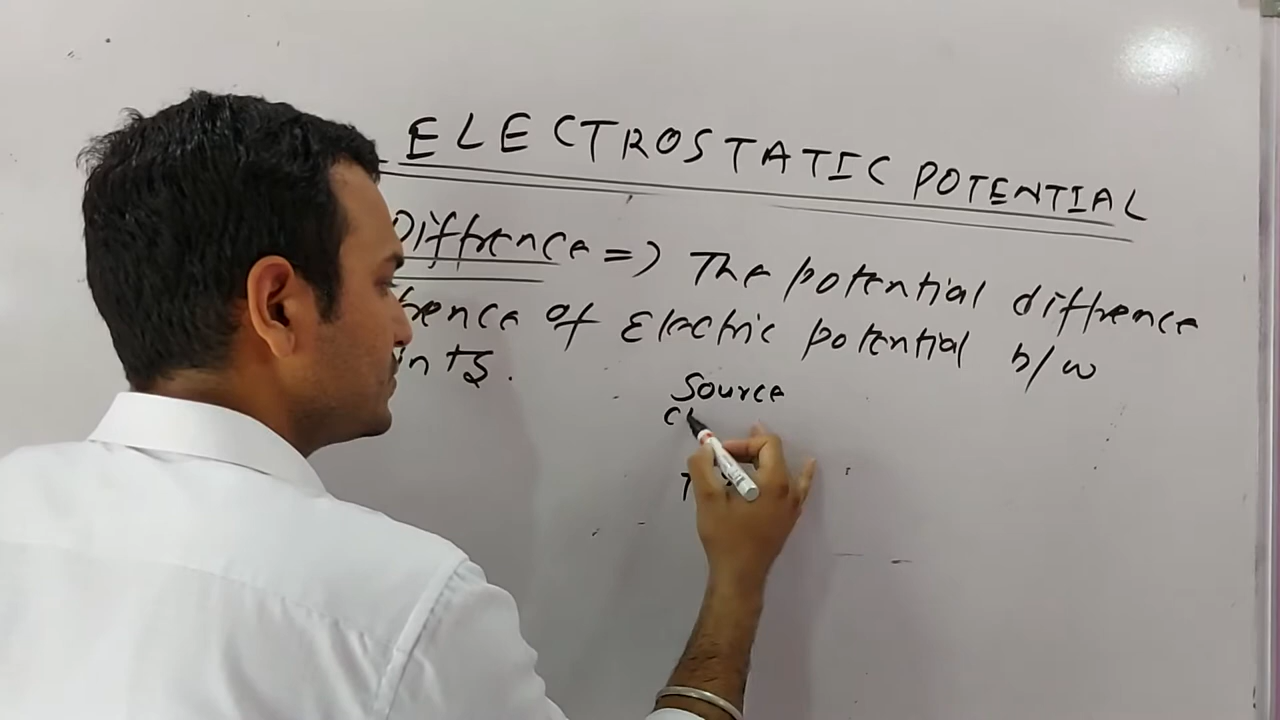 ELECTROSTATIC POTENTIAL
Diffrence => The potential diffrence
of Electric potential b/w
Source